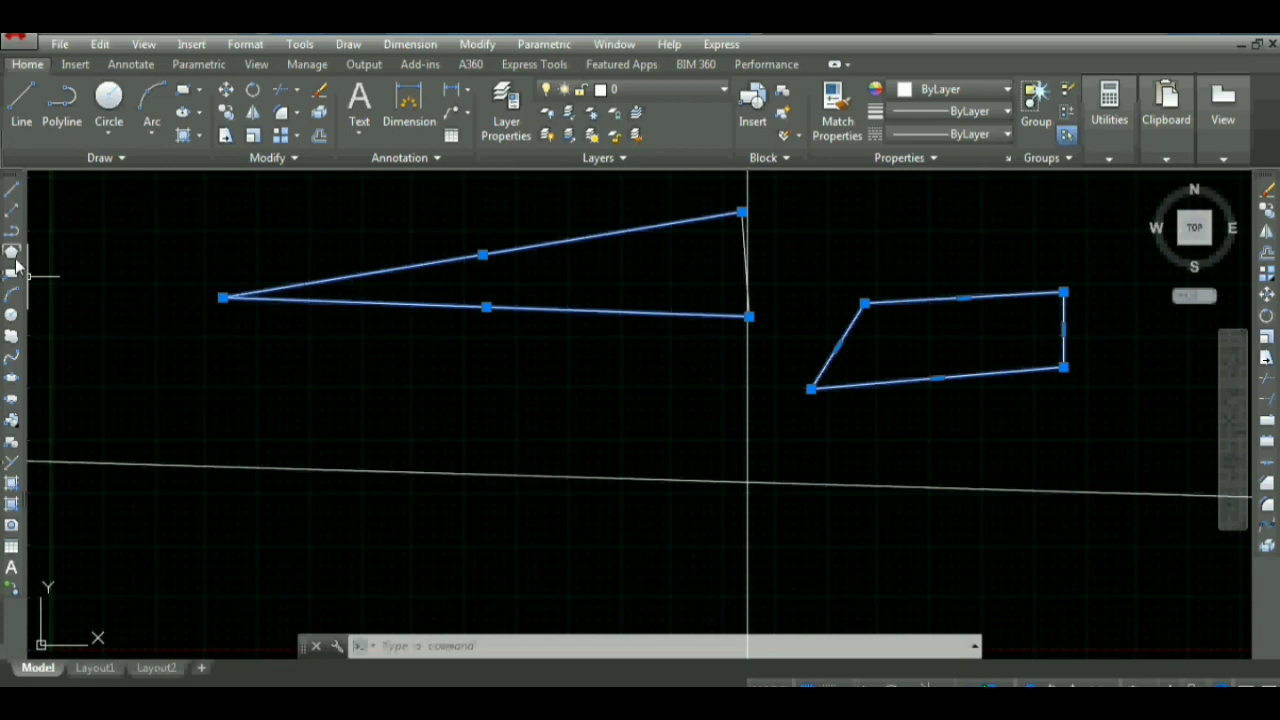 File Edit View Insert Format Tools Draw Dimension Modify Parametric Window Help Express
Home Insert Annotate Parametric View Manage Output Add-ins A360 Express Tools Featured Apps BIM 360 Performance
0 ByLayer
ByLayer
ByLayer
Line Polyline Circle Arc Text Dimension Layer Properties Insert Match Properties Group Utilities Clipboard View
Draw Modify Annotation Layers Block Properties Groups
N
W TOP E
S
A
Y
X
Type a command
Model Layout1 Layout2 +